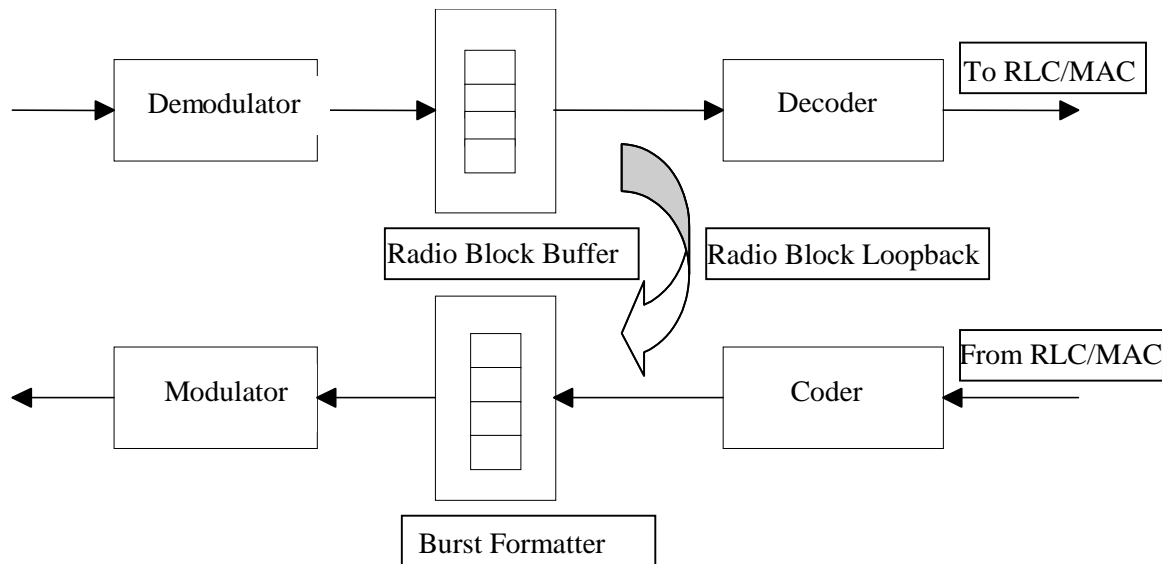 To RLC/MAC
Demodulator
Decoder
Radio Block Buffer
Radio Block Loopback
From RLC/MAC
Modulator
Coder
Burst Formatter